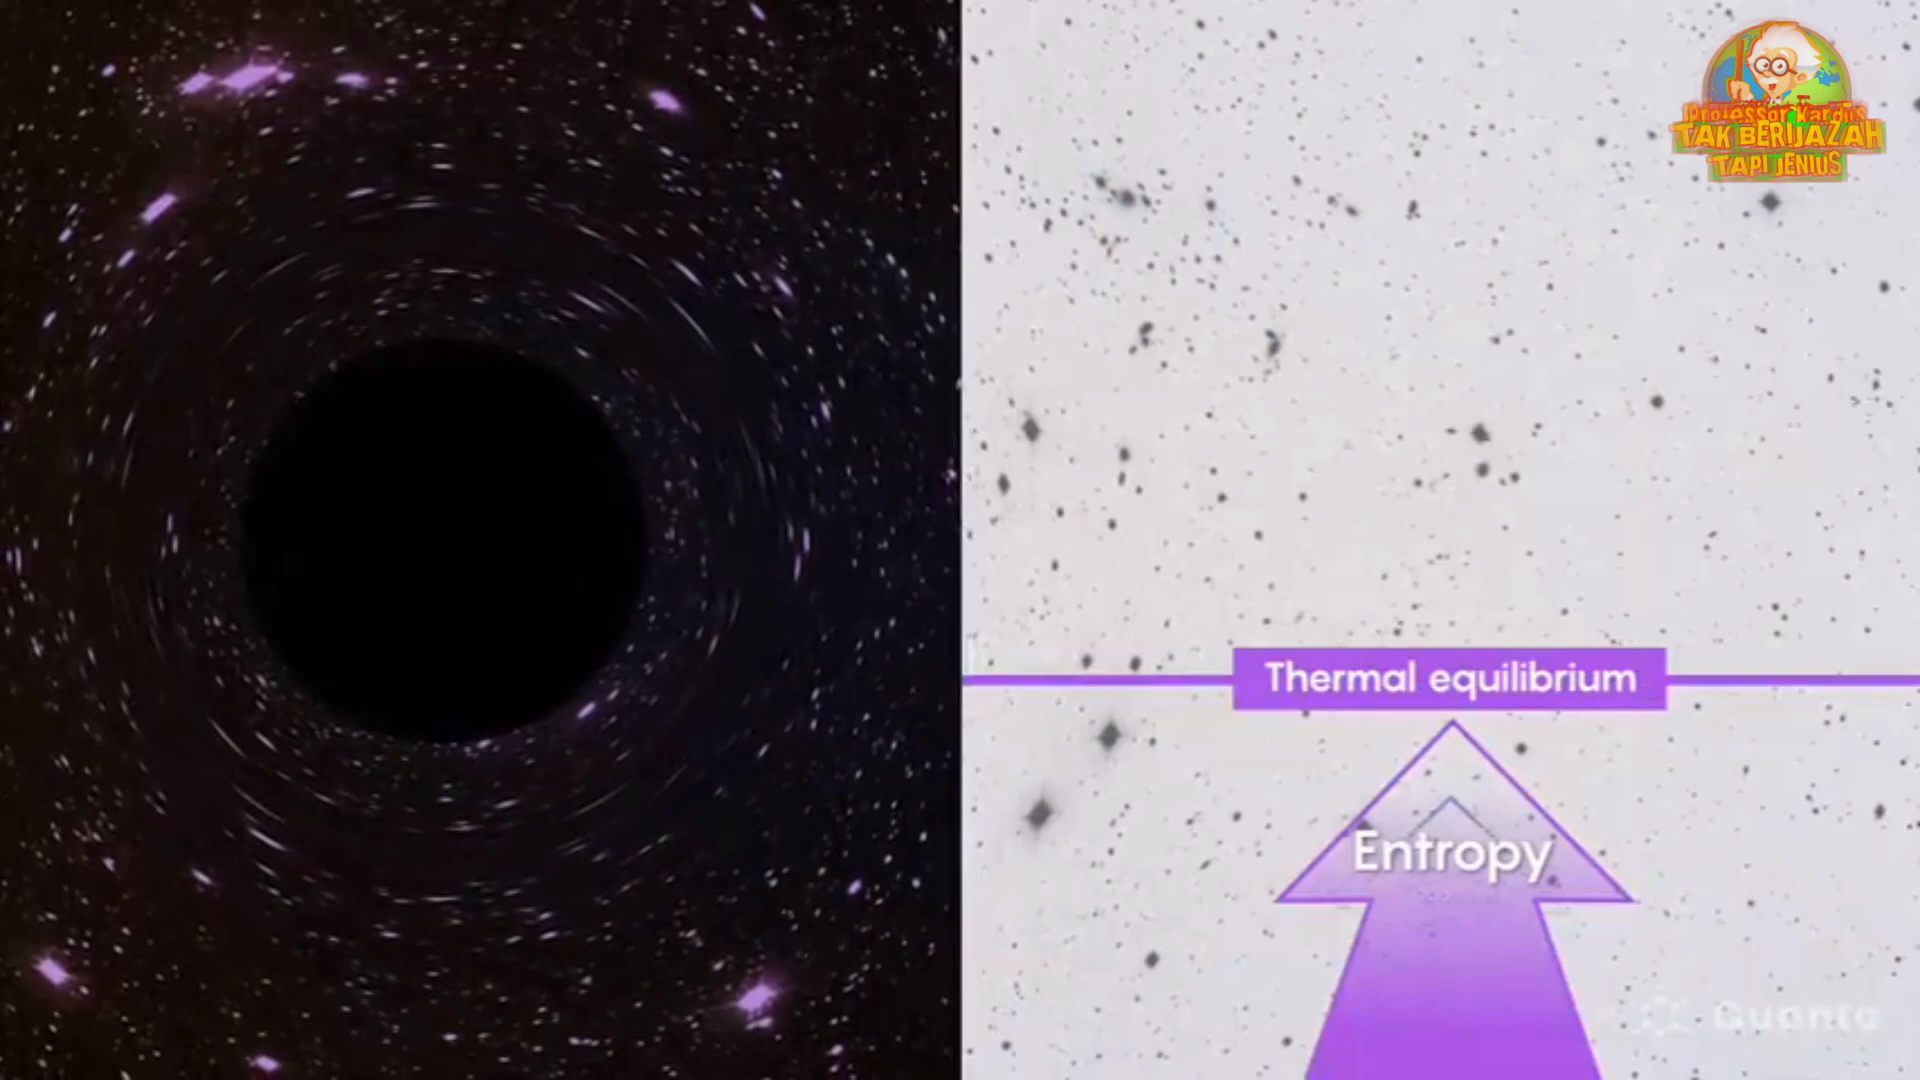 Professor Kardus
TAK BERIJAZAH
TAPI JENIUS
Thermal equilibrium
Entropy
Quanta